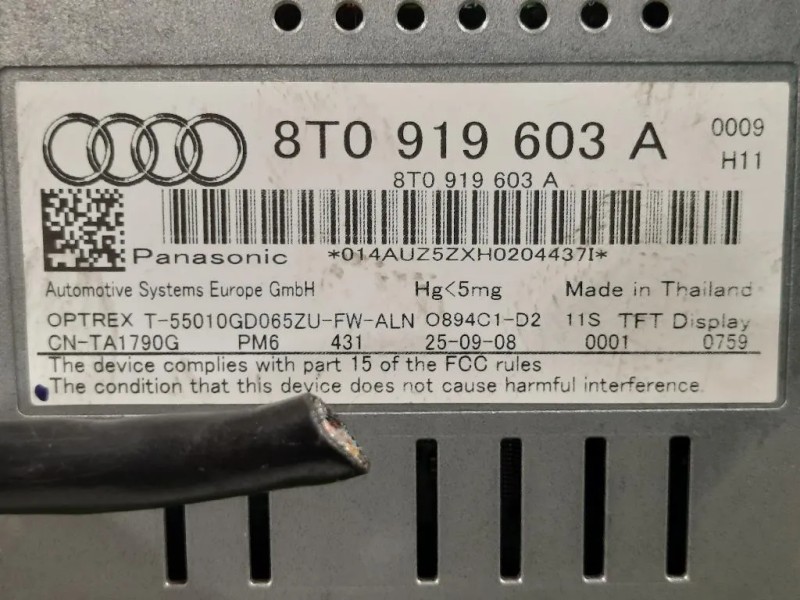 8T0 919 603 A 0009
H11
8T0 919 603 A
Panasonic *014AUZ5ZXH0204437I*
Automotive Systems Europe GmbH Hg<5mg Made in Thailand
OPTREX T-55010GD065ZU-FW-ALN O894C1-D2 11S TFT Display
CN-TA1790G PM6 431 25-09-08 0001 0759
The device complies with part 15 of the FCC rules
The condition that this device does not cause harmful interference.